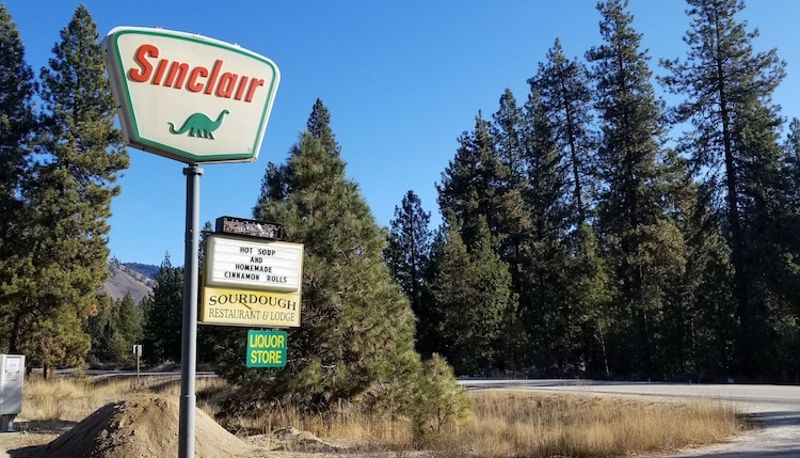 Sinclair
HOT SOUP
AND
HOMEMADE
CINNAMON ROLLS
SOURDOUGH
RESTAURANT & LODGE
LIQUOR
STORE